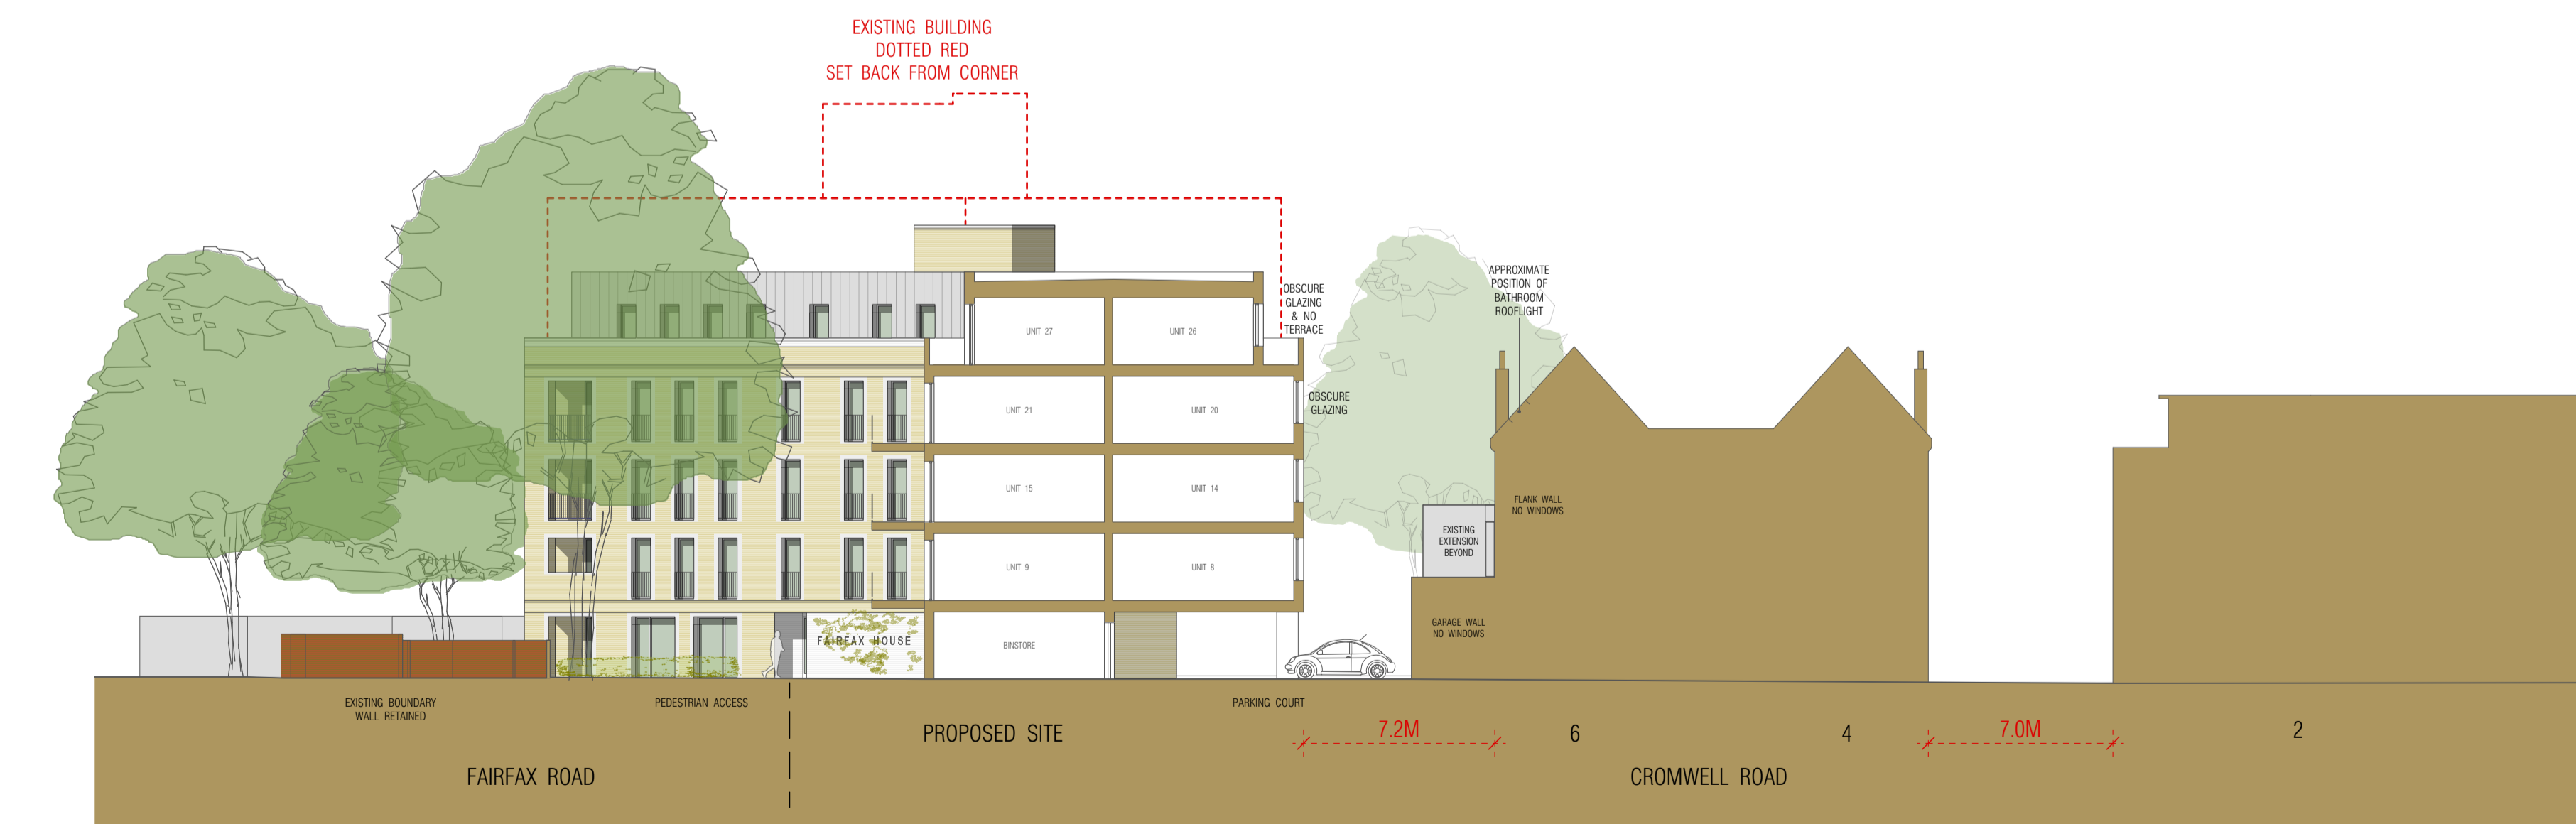 EXISTING BUILDING
DOTTED RED
SET BACK FROM CORNER
OBSCURE
GLAZING
& NO
TERRACE
APPROXIMATE
POSITION OF
BATHROOM
ROOFLIGHT
UNIT 27
UNIT 26
OBSCURE
GLAZING
UNIT 21
UNIT 20
UNIT 15
UNIT 14
FLANK WALL
NO WINDOWS
EXISTING
EXTENSION
BEYOND
UNIT 9
UNIT 8
GARAGE WALL
NO WINDOWS
FAIRFAX HOUSE
BINSTORE
EXISTING BOUNDARY
WALL RETAINED
PEDESTRIAN ACCESS
PARKING COURT
PROPOSED SITE
7.2M
6
4
7.0M
2
FAIRFAX ROAD
CROMWELL ROAD